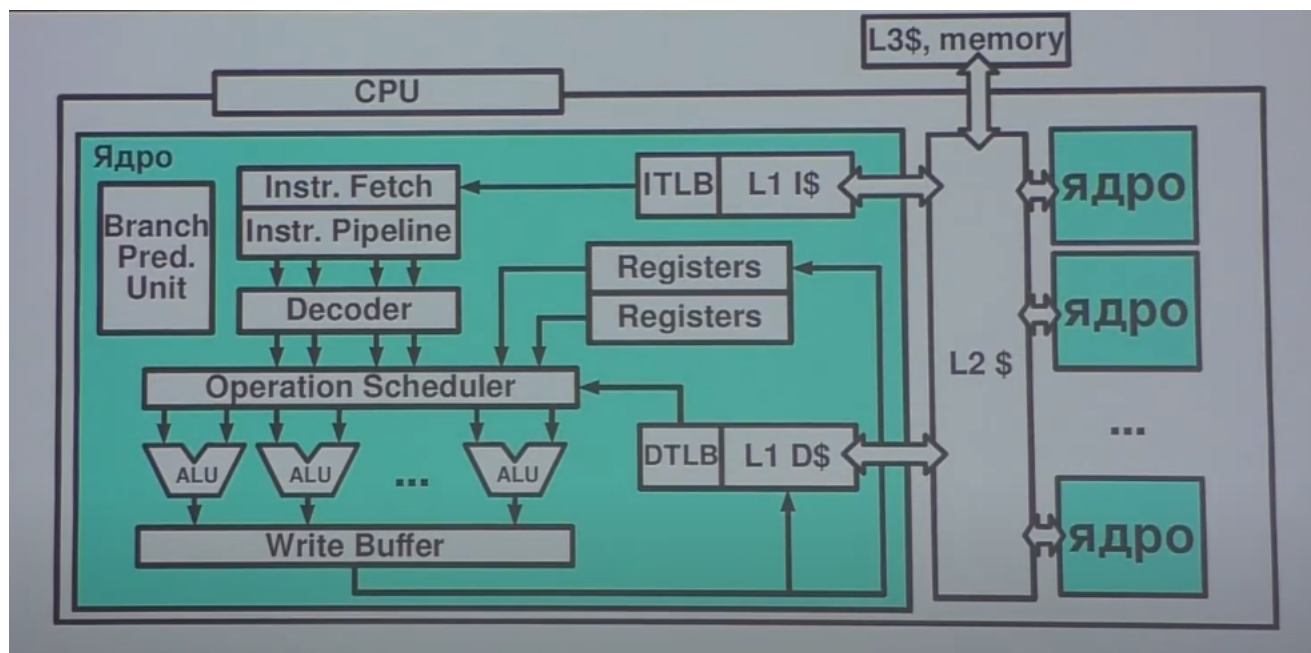 L3$, memory
CPU
Ядро
Branch
Pred.
Unit
Instr. Fetch
Instr. Pipeline
Decoder
Operation Scheduler
ALU
ALU
...
ALU
Write Buffer
ITLB
L1 I$
Registers
Registers
DTLB
L1 D$
L2 $
ядро
ядро
...
ядро